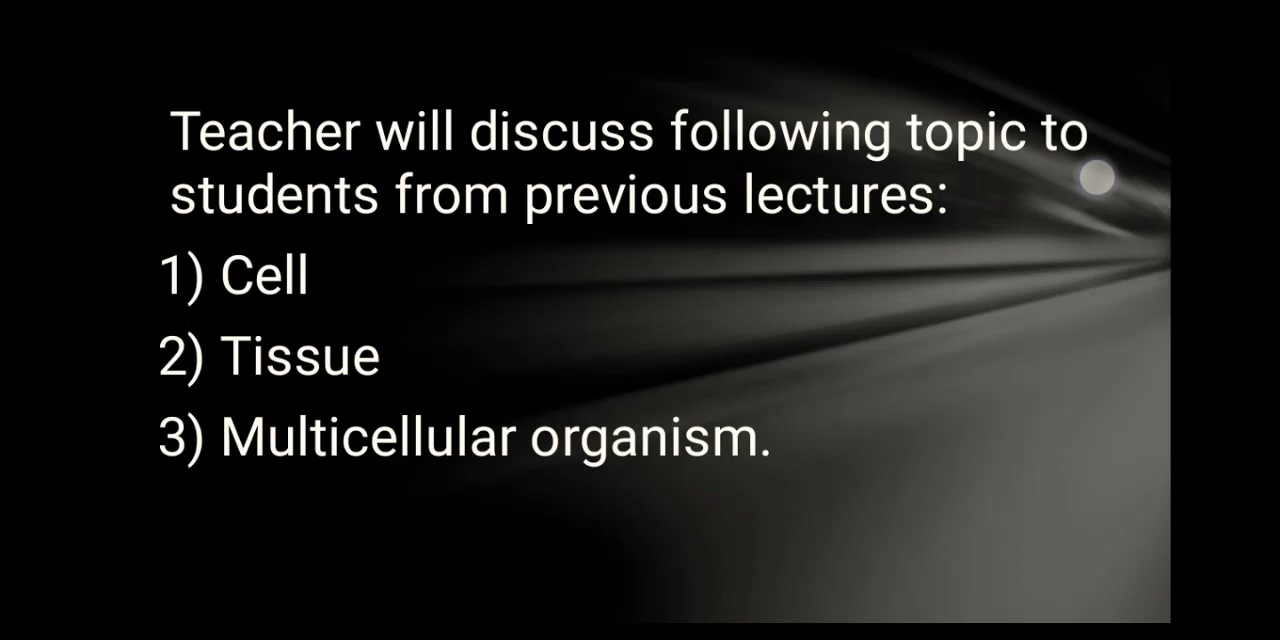 Teacher will discuss following topic to
students from previous lectures:
1) Cell
2) Tissue
3) Multicellular organism.